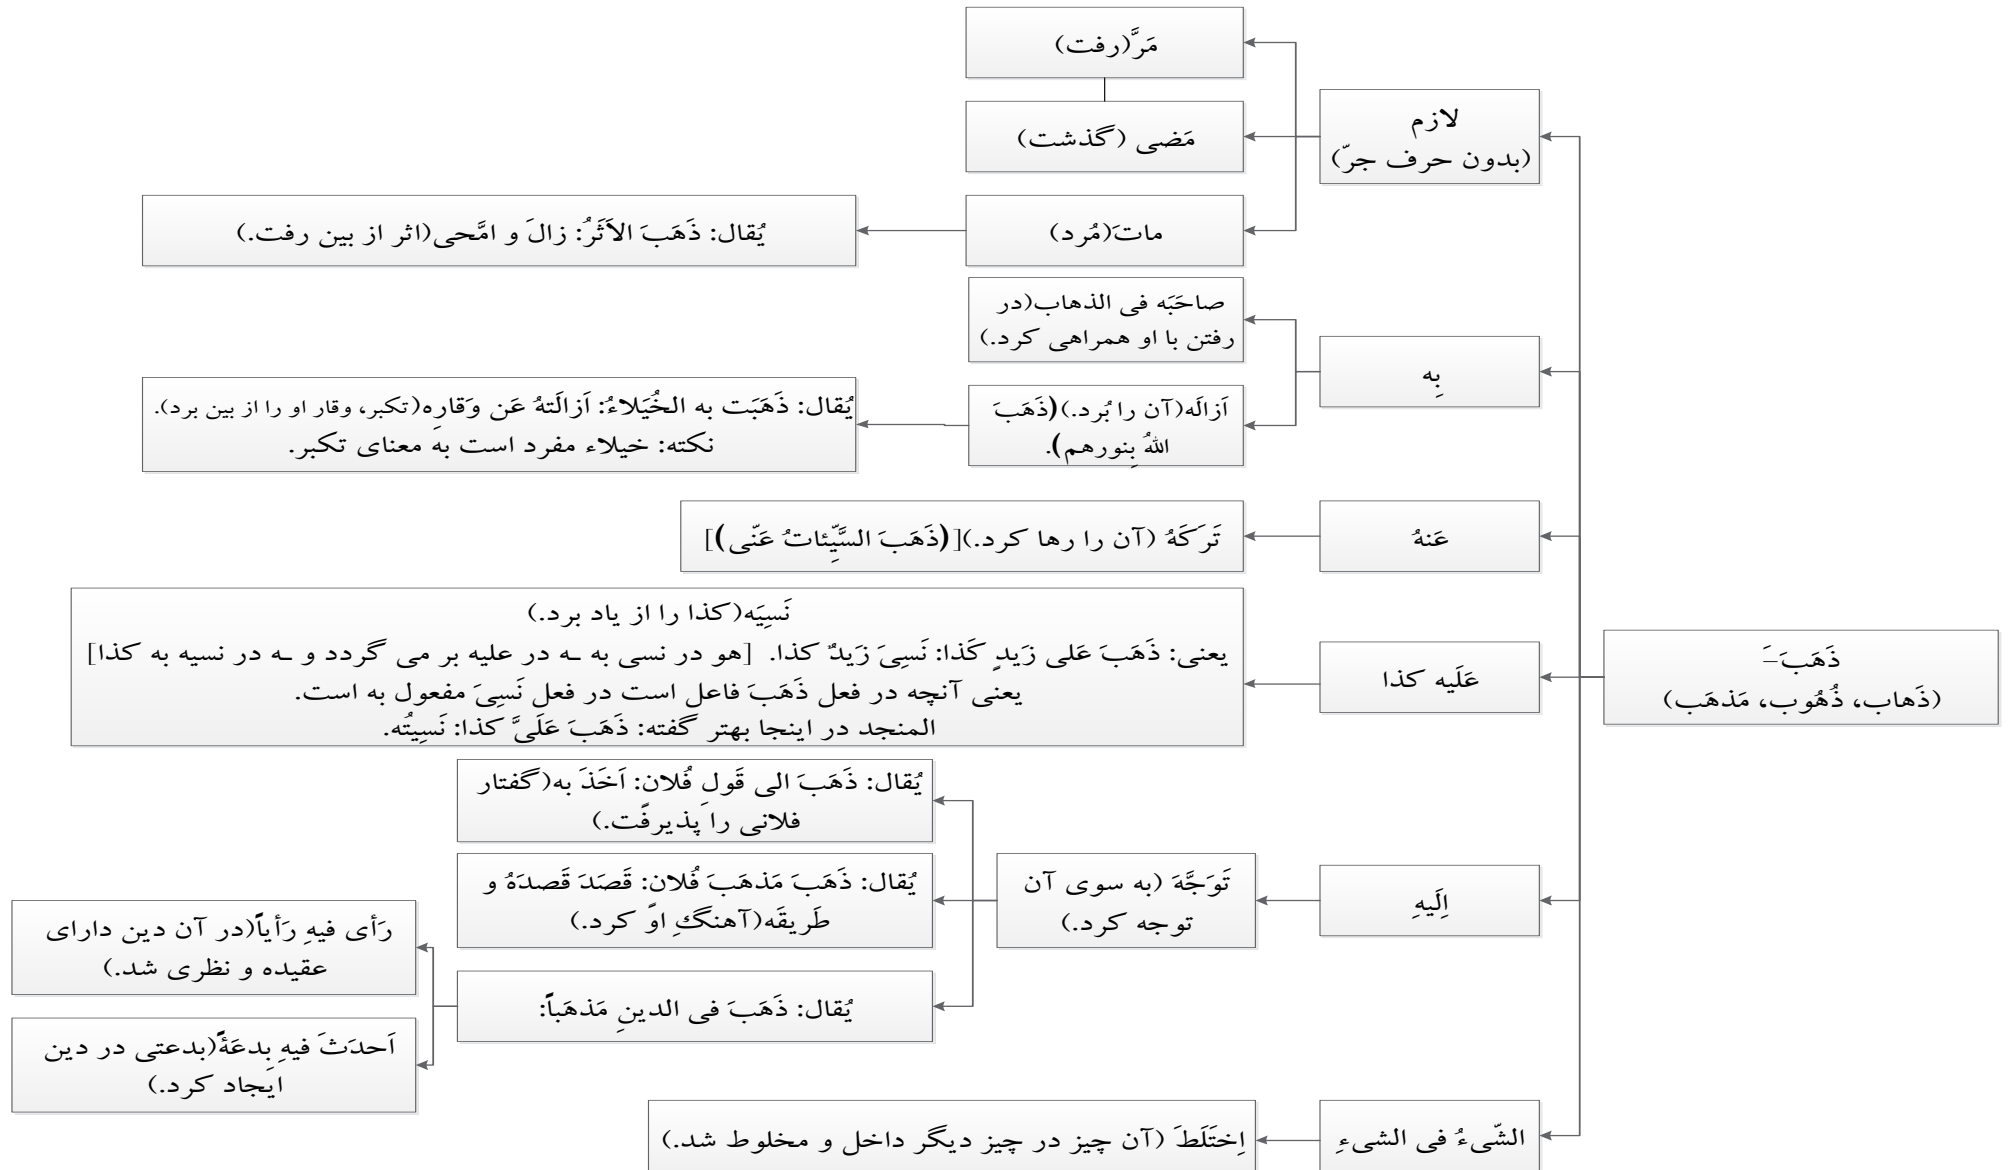 ذَهَبَ–َ
(ذَهاب، ذُهُوب، مَذهَب)
لازم
(بدون حرف جرّ)
مَرَّ(رفت)
مَضی (گذشت)
ماتَ(مُرد)
یُقال: ذَهَبَ الاَثَرُ: زالَ و امَّحی(اثر از بین رفت.)
بِه
صاحَبَه فی الذهاب(در
رفتن با او همراهی کرد.)
اَزالَه(آن را بُرد.)(ذَهَبَ
اللهُ بِنورهم).
یُقال: ذَهَبَت به الخُیَلاءُ: اَزالَتهُ عَن وَقارِه(تکبر، وقار او را از بین برد).
نکته: خیلاء مفرد است به معنای تکبر.
عَنهُ
تَرَکَهُ (آن را رها کرد.)[(ذَهَبَ السَّیِّئاتُ عَنّی)]
عَلَیه کذا
نَسِیَه(کذا را از یاد برد.)
یعنی: ذَهَبَ عَلی زَیدٍ کَذا: نَسِیَ زَیدٌ کذا. [هو در نسی به ـه در علیه بر می گردد و ـه در نسیه به کذا]
یعنی آنچه در فعل ذَهَبَ فاعل است در فعل نَسِیَ مفعول به است.
المنجد در اینجا بهتر گفته: ذَهَبَ عَلَیَّ کذا: نَسِیتُه.
اِلَیهِ
تَوَجَّهَ (به سوی آن
توجه کرد.)
یُقال: ذَهَبَ الی قَولِ فُلان: اَخَذَ به(گفتار
فلانی را پذیرفت.)
یُقال: ذَهَبَ مَذهَبَ فُلان: قَصَدَ قَصدَهُ و
طَریقَه(آهنگِ او کرد.)
یُقال: ذَهَبَ فی الدینِ مَذهَباً:
رَأی فیهِ رَأیاً(در آن دین دارای
عقیده و نظری شد.)
اَحدَثَ فیهِ بِدعَةً(بدعتی در دین
ایجاد کرد.)
الشّیءُ فی الشیءِ
اِختَلَطَ (آن چیز در چیز دیگر داخل و مخلوط شد.)